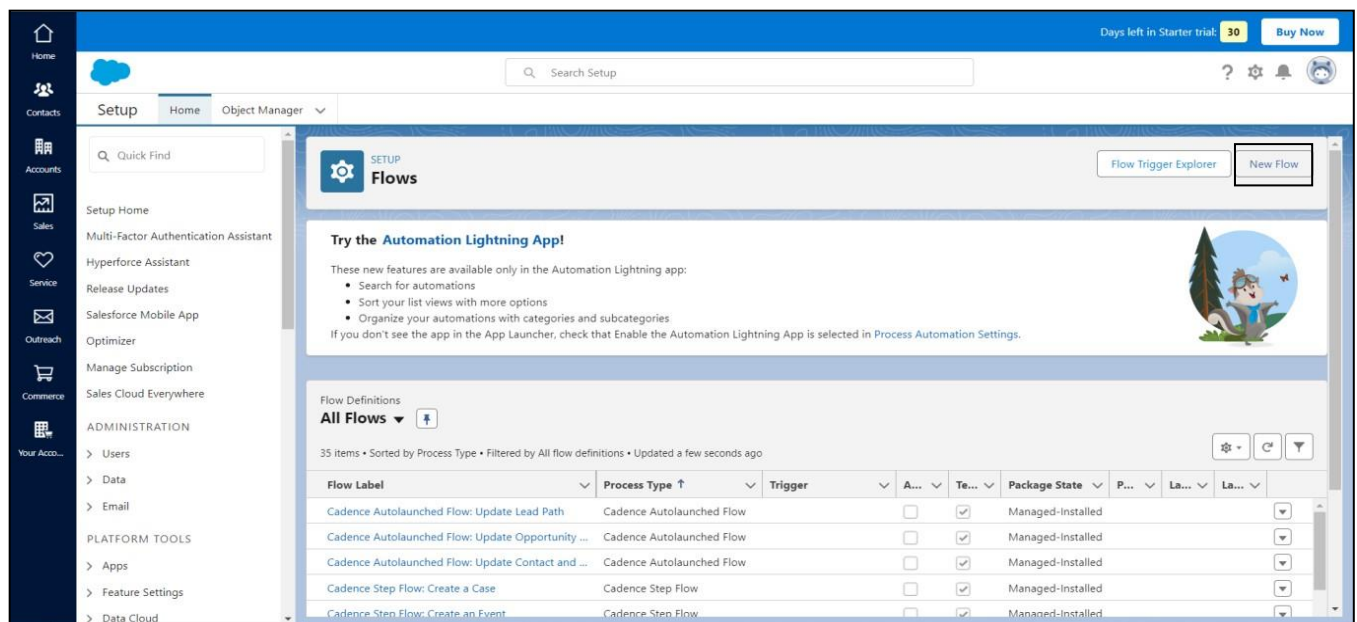 Days left in Starter trial: 30 Buy Now
Home
Search Setup
Contacts
Setup Home Object Manager
Accounts
Sales
Service
Outreach
Commerce
Your Acco...
Quick Find
Setup Home
Multi-Factor Authentication Assistant
Hyperforce Assistant
Release Updates
Salesforce Mobile App
Optimizer
Manage Subscription
Sales Cloud Everywhere
ADMINISTRATION
> Users
> Data
> Email
PLATFORM TOOLS
> Apps
> Feature Settings
> Data Cloud
SETUP
Flows
Flow Trigger Explorer New Flow
Try the Automation Lightning App!
These new features are available only in the Automation Lightning app:
• Search for automations
• Sort your list views with more options
• Organize your automations with categories and subcategories
If you don't see the app in the App Launcher, check that Enable the Automation Lightning App is selected in Process Automation Settings.
Flow Definitions
All Flows
35 items • Sorted by Process Type • Filtered by All flow definitions • Updated a few seconds ago
Flow Label Process Type ↑ Trigger A... Te... Package State P... La... La...
Cadence Autolaunched Flow: Update Lead Path Cadence Autolaunched Flow Managed-Installed
Cadence Autolaunched Flow: Update Opportunity ... Cadence Autolaunched Flow Managed-Installed
Cadence Autolaunched Flow: Update Contact and ... Cadence Autolaunched Flow Managed-Installed
Cadence Step Flow: Create a Case Cadence Step Flow Managed-Installed
Cadence Step Flow: Create an Event Cadence Step Flow Managed-Installed